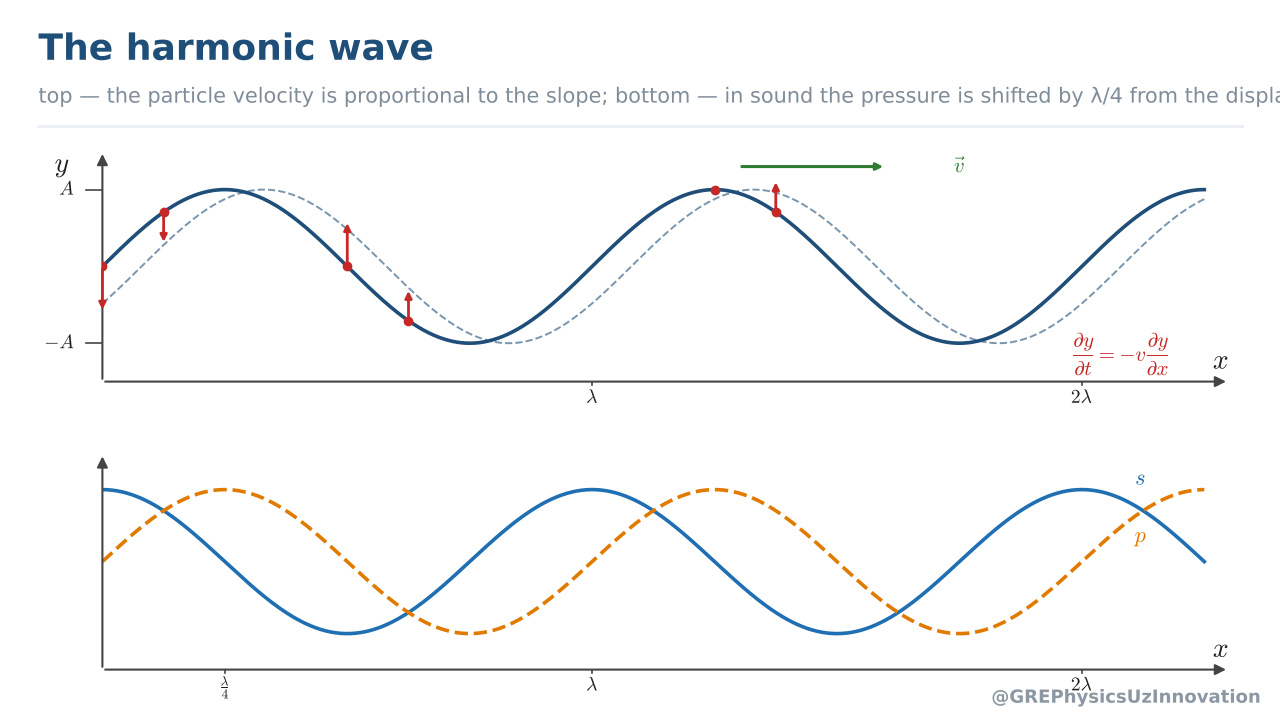 The harmonic wave
top — the particle velocity is proportional to the slope; bottom — in sound the pressure is shifted by λ/4 from the displa
y
A
−A
v⃗
∂y/∂t = −v ∂y/∂x
x
λ
2λ
s
p
x
λ/4
λ
2λ
@GREPhysicsUzInnovation